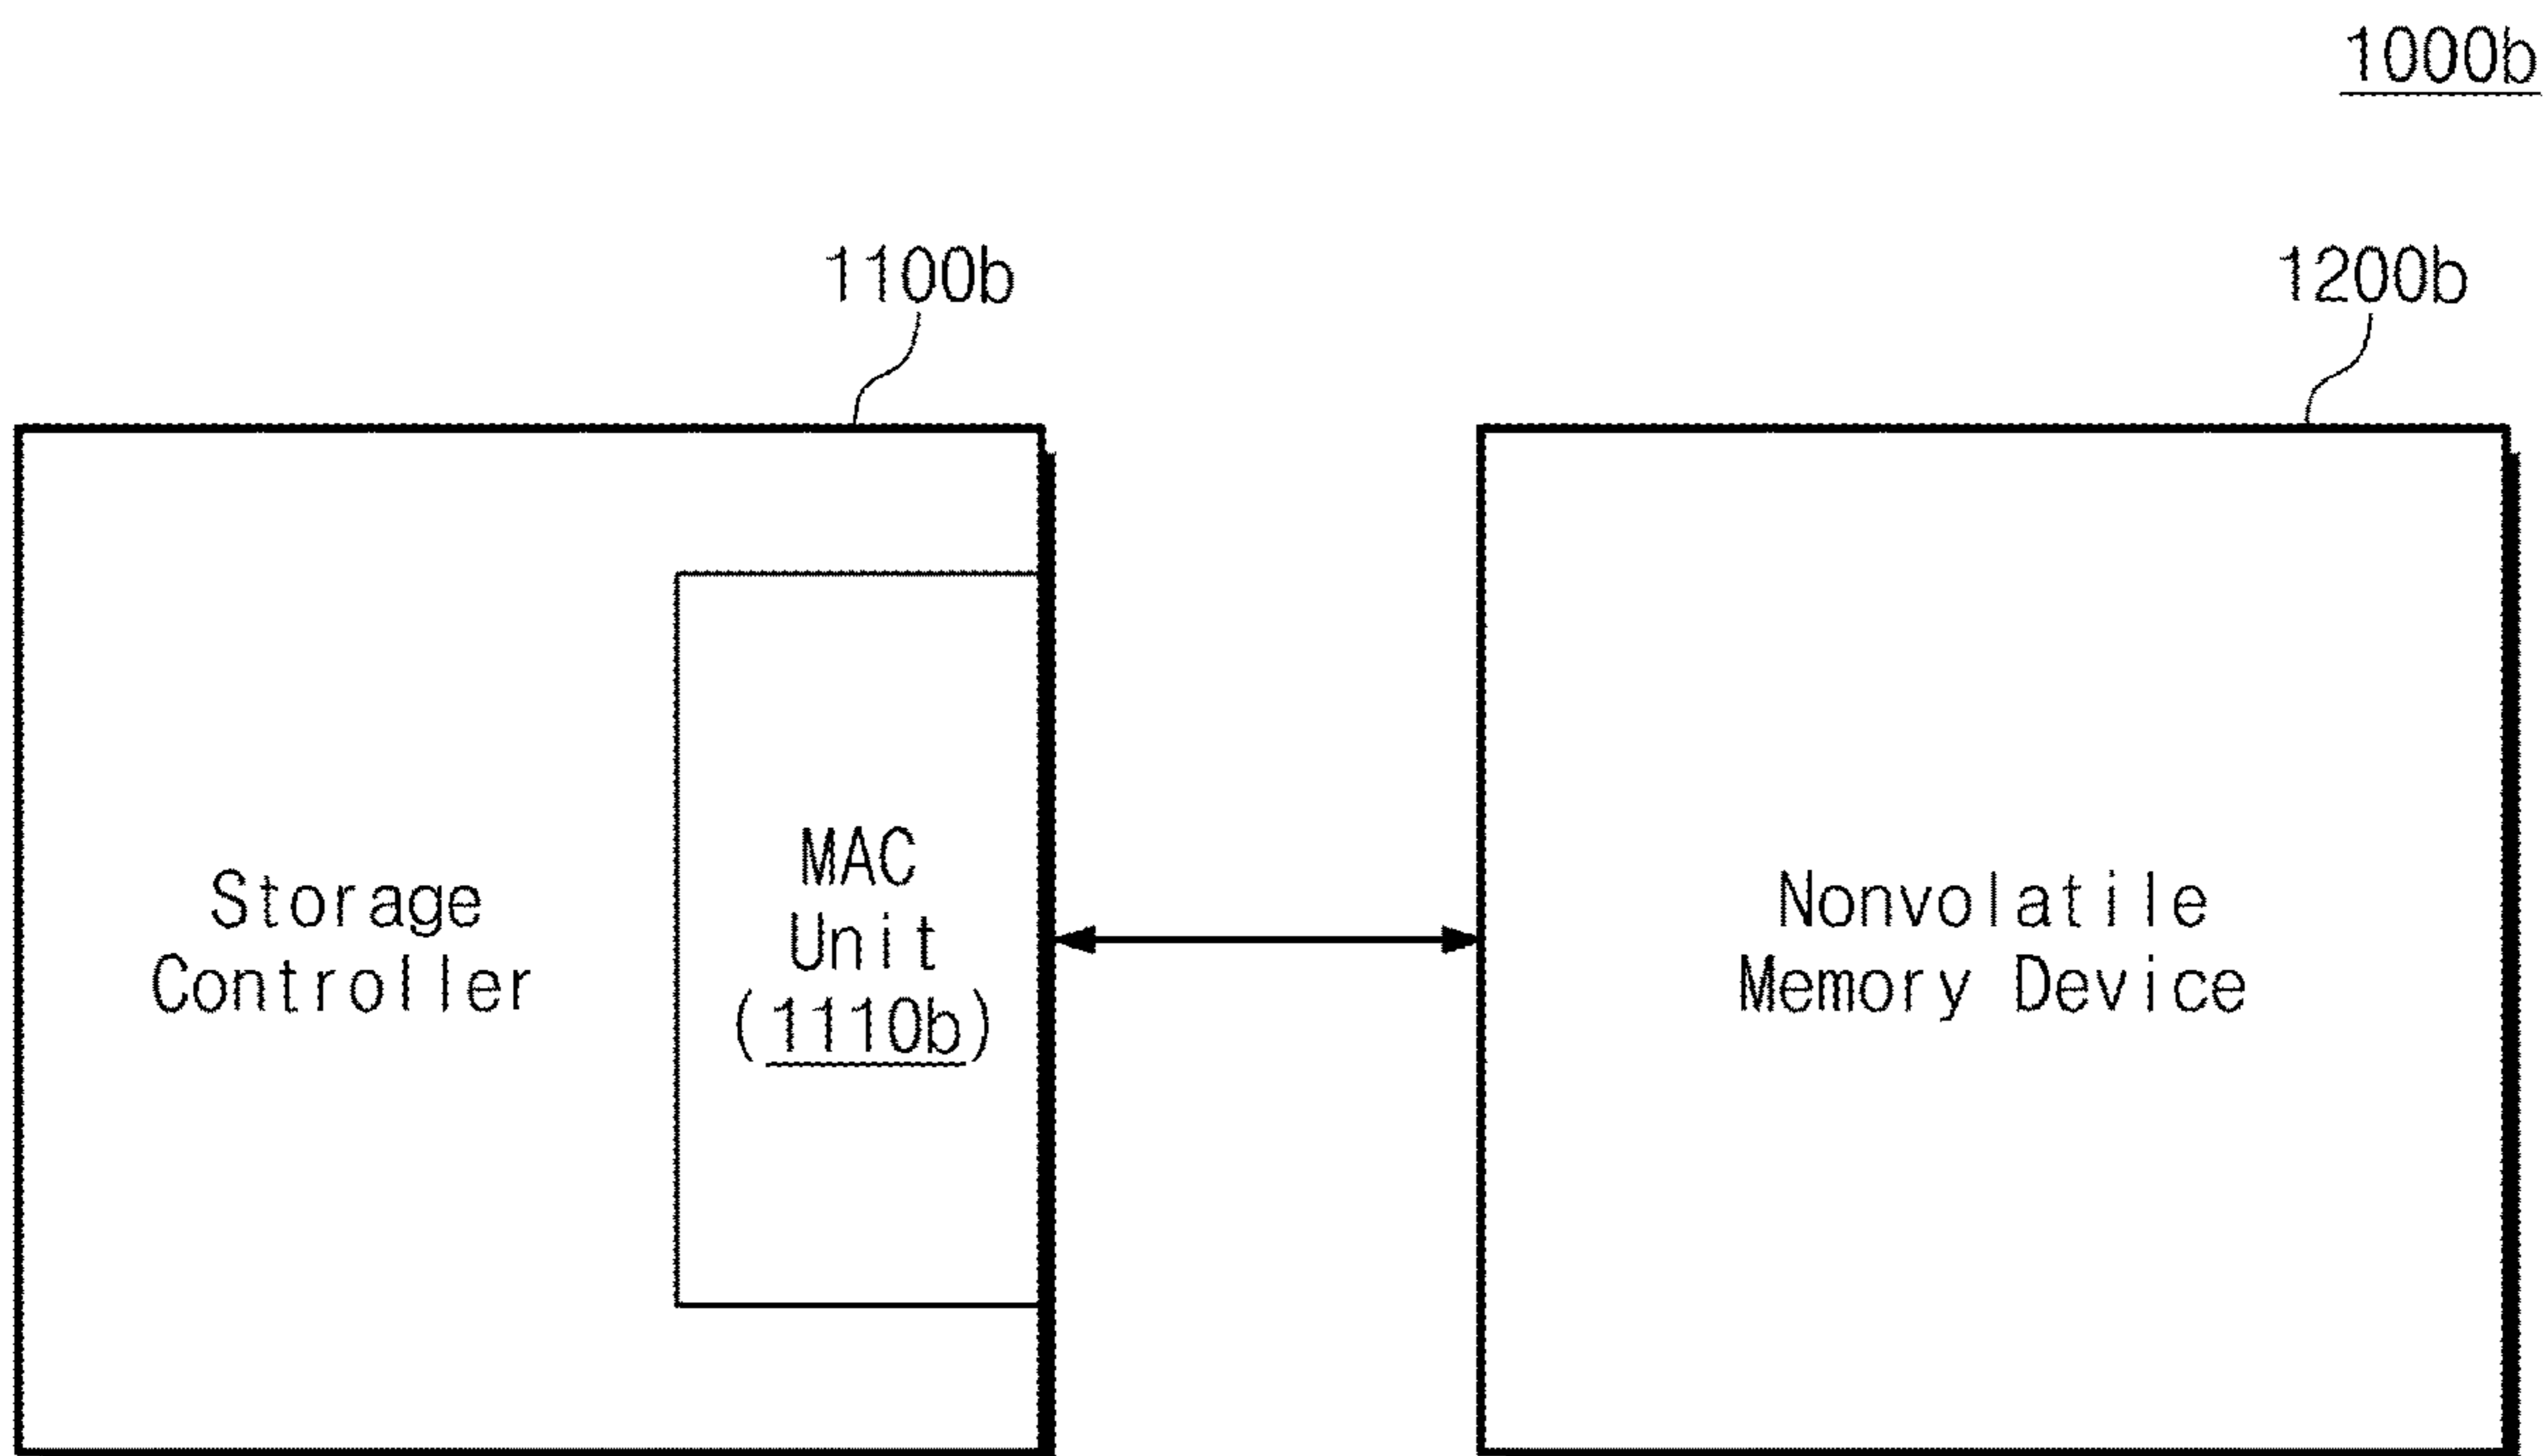 1000b
1100b
1200b
Storage
Controller
MAC
Unit
(1110b)
Nonvolatile
Memory Device